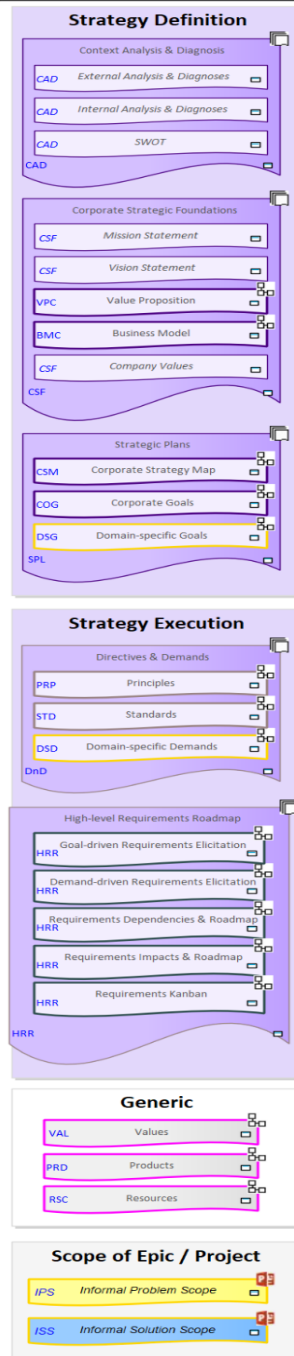 Strategy Definition
Context Analysis & Diagnosis
CAD External Analysis & Diagnoses
CAD Internal Analysis & Diagnoses
CAD SWOT
CAD
Corporate Strategic Foundations
CSF Mission Statement
CSF Vision Statement
VPC Value Proposition
BMC Business Model
CSF Company Values
CSF
Strategic Plans
CSM Corporate Strategy Map
COG Corporate Goals
DSG Domain-specific Goals
SPL
Strategy Execution
Directives & Demands
PRP Principles
STD Standards
DSD Domain-specific Demands
DnD
High-level Requirements Roadmap
HRR Goal-driven Requirements Elicitation
HRR Demand-driven Requirements Elicitation
HRR Requirements Dependencies & Roadmap
HRR Requirements Impacts & Roadmap
HRR Requirements Kanban
HRR
Generic
VAL Values
PRD Products
RSC Resources
Scope of Epic / Project
IPS Informal Problem Scope
ISS Informal Solution Scope